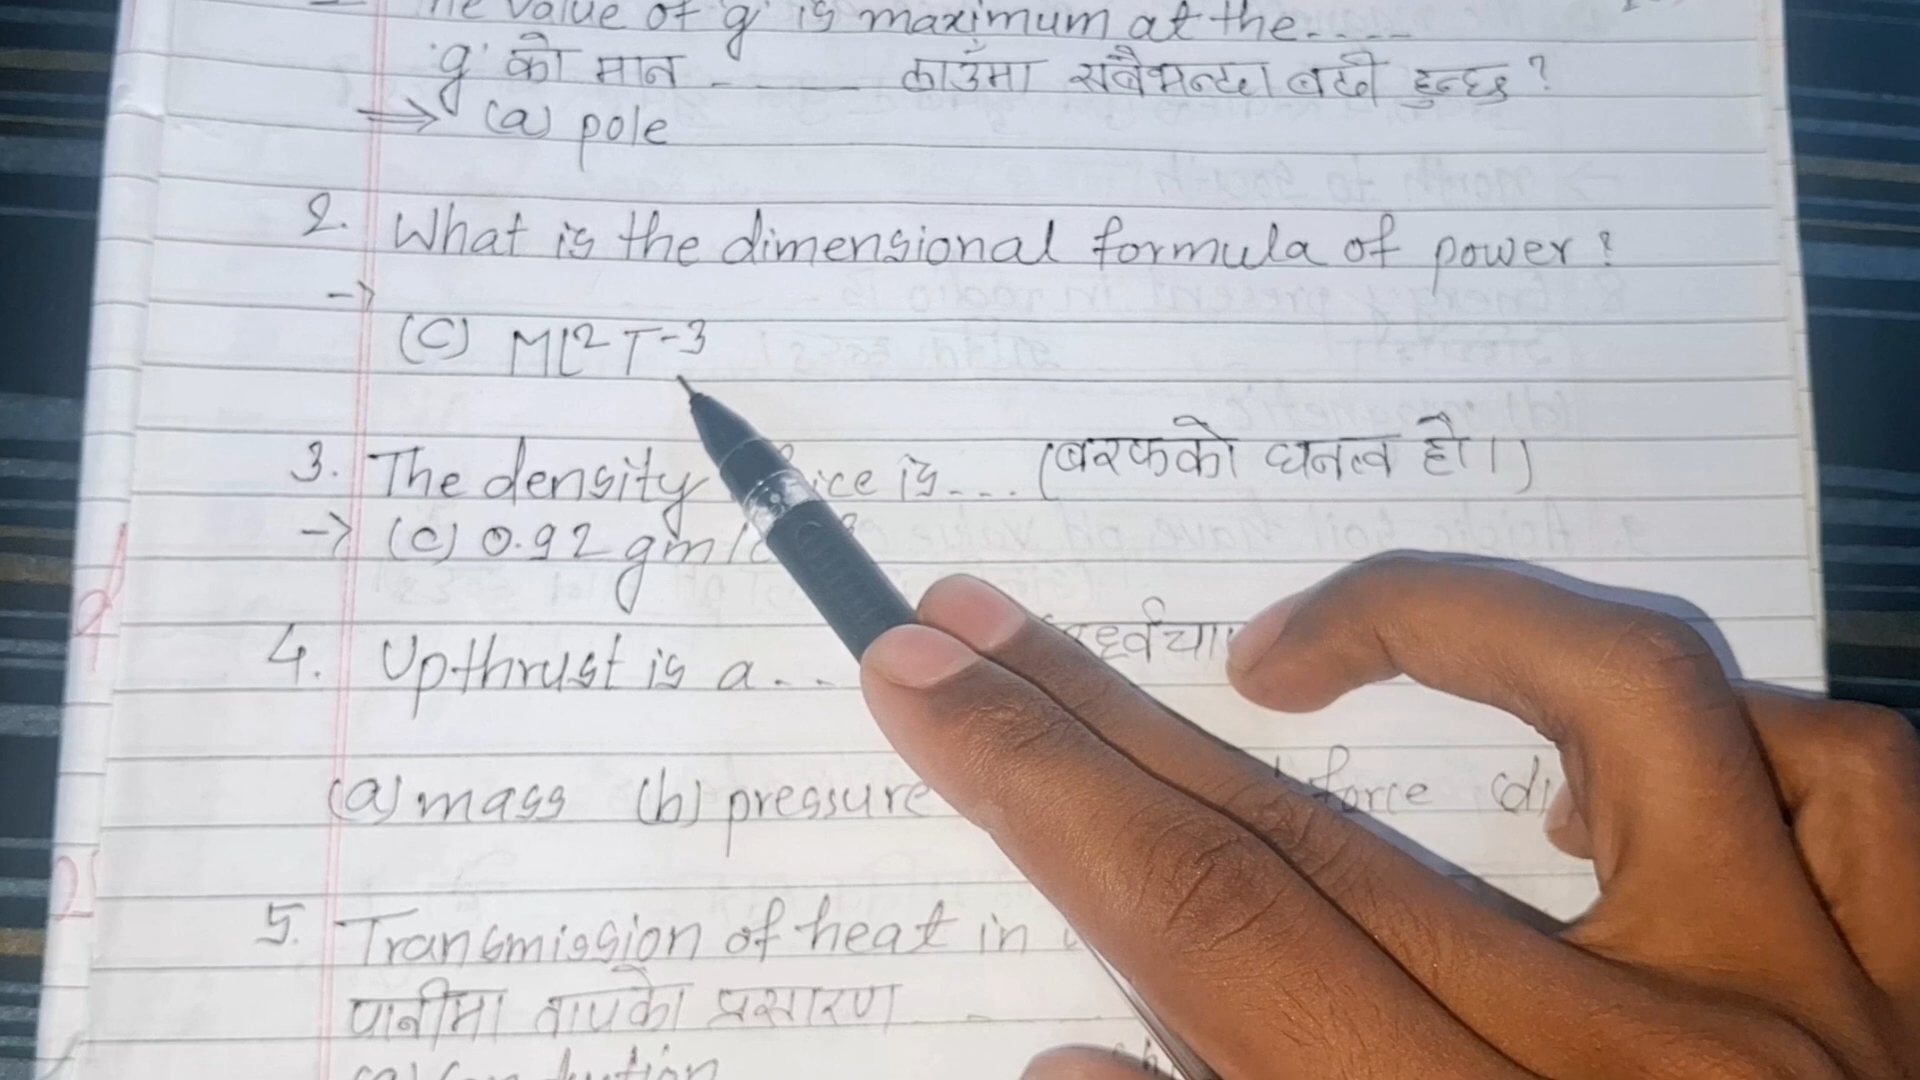 The value of 'g' is maximum at the....
'g' को मान ........ ठाउँमा सबैभन्दा बढी हुन्छ ?
⇒ (a) pole
2. What is the dimensional formula of power?
->
(C) ML²T-3
3. The density ice is... (बरफको घनत्व हो।)
-> (c) 0.92 gm/
4. Upthrust is a...
(a) mass (b) pressure force (d)
5. Transmission of heat in
पानीमा तापको प्रसारण